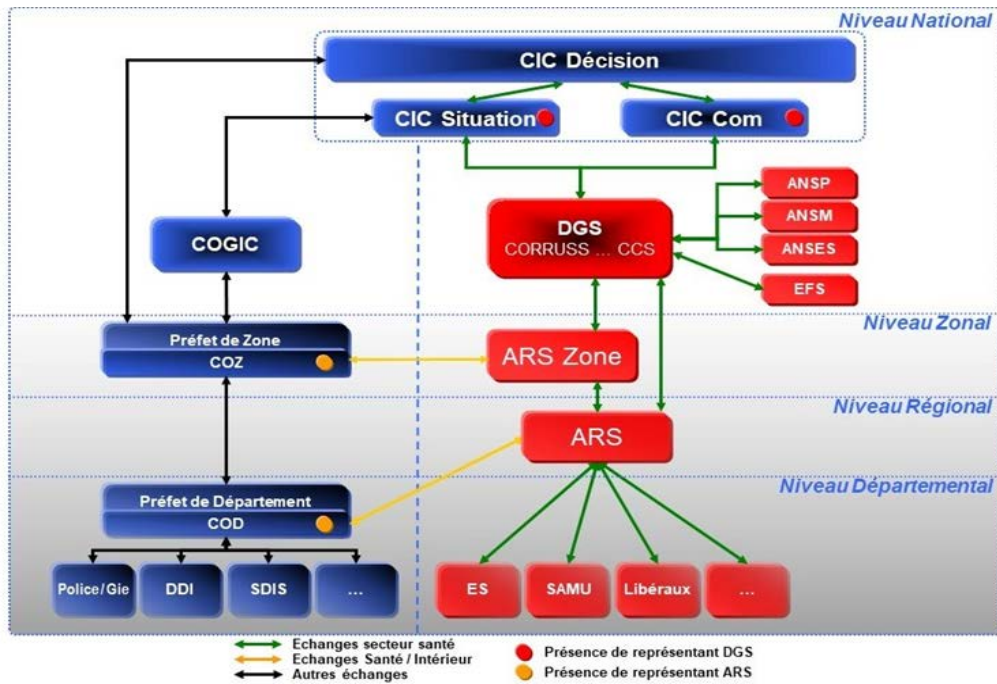 Niveau National
CIC Décision
CIC Situation
CIC Com
ANSP
DGS
ANSM
COGIC
CORRUSS ... CCS
ANSES
EFS
Niveau Zonal
Préfet de Zone
COZ
ARS Zone
Niveau Régional
ARS
Niveau Départemental
Préfet de Département
COD
Police/Gie
DDI
SDIS
...
ES
SAMU
Libéraux
...
Echanges secteur santé
Présence de représentant DGS
Echanges Santé / Intérieur
Présence de représentant ARS
Autres échanges